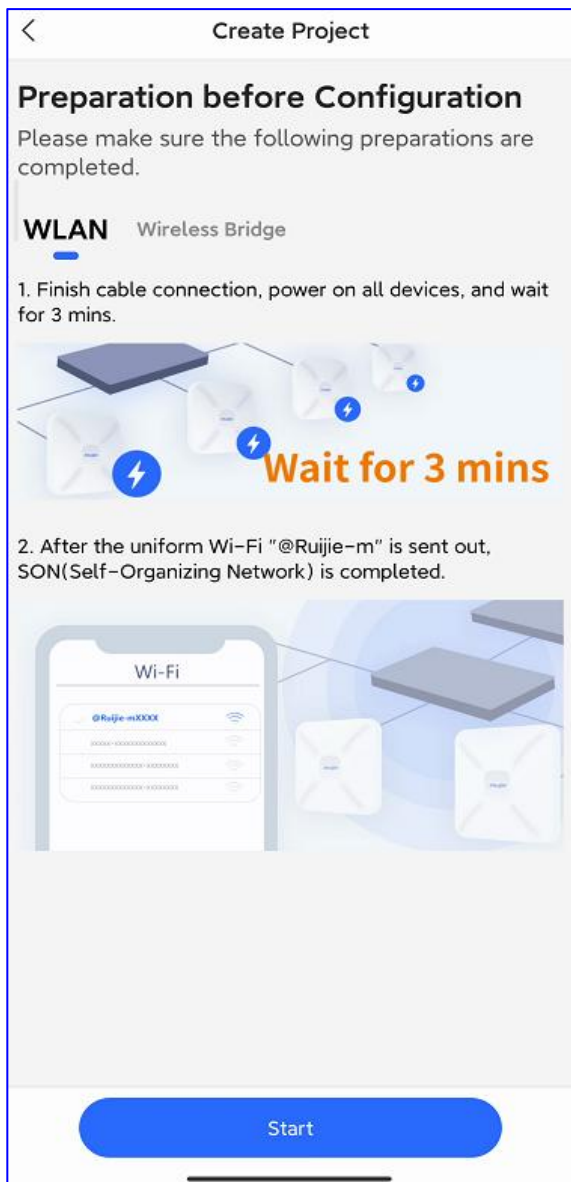 Create Project
Preparation before Configuration
Please make sure the following preparations are
completed.
WLAN Wireless Bridge
1. Finish cable connection, power on all devices, and wait
for 3 mins.
Wait for 3 mins
2. After the uniform Wi-Fi "@Ruijie-m" is sent out,
SON(Self-Organizing Network) is completed.
Wi-Fi
@Ruijie-mXXXX
Start